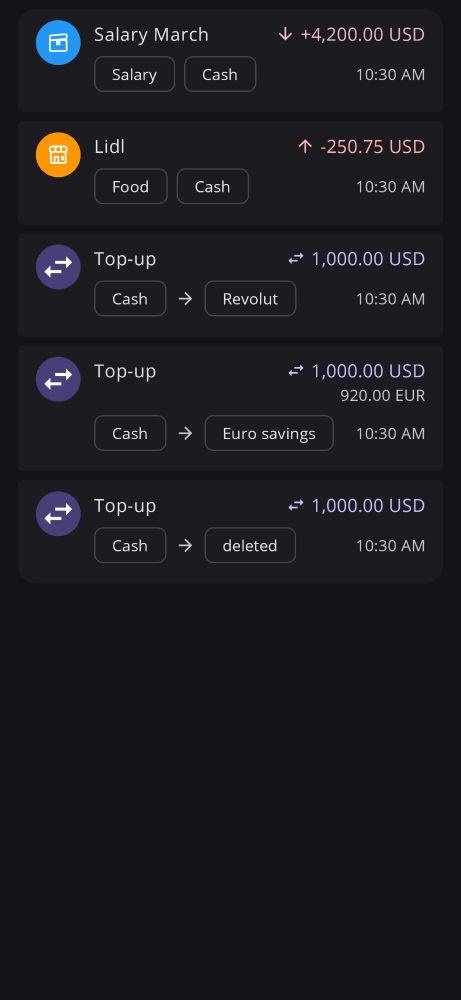 Salary March +4,200.00 USD
Salary Cash 10:30 AM
Lidl -250.75 USD
Food Cash 10:30 AM
Top-up 1,000.00 USD
Cash → Revolut 10:30 AM
Top-up 1,000.00 USD
920.00 EUR
Cash → Euro savings 10:30 AM
Top-up 1,000.00 USD
Cash → deleted 10:30 AM